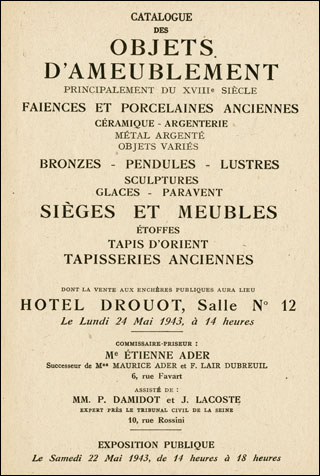 CATALOGUE
DES
OBJETS
D'AMEUBLEMENT
PRINCIPALEMENT DU XVIIIe SIÈCLE
FAIENCES ET PORCELAINES ANCIENNES
CÉRAMIQUE - ARGENTERIE
MÉTAL ARGENTÉ
OBJETS VARIÉS
BRONZES - PENDULES - LUSTRES
SCULPTURES
GLACES - PARAVENT
SIÈGES ET MEUBLES
ÉTOFFES
TAPIS D'ORIENT
TAPISSERIES ANCIENNES
DONT LA VENTE AUX ENCHÈRES PUBLIQUES AURA LIEU
HOTEL DROUOT, Salle No 12
Le Lundi 24 Mai 1943, à 14 heures
COMMISSAIRE-PRISEUR :
Me ÉTIENNE ADER
Successeur de Mes MAURICE ADER et F. LAIR DUBREUIL
6, rue Favart
ASSISTÉ DE :
MM. P. DAMIDOT et J. LACOSTE
EXPERT PRÈS LE TRIBUNAL CIVIL DE LA SEINE
10, rue Rossini
EXPOSITION PUBLIQUE
Le Samedi 22 Mai 1943, de 14 heures à 18 heures